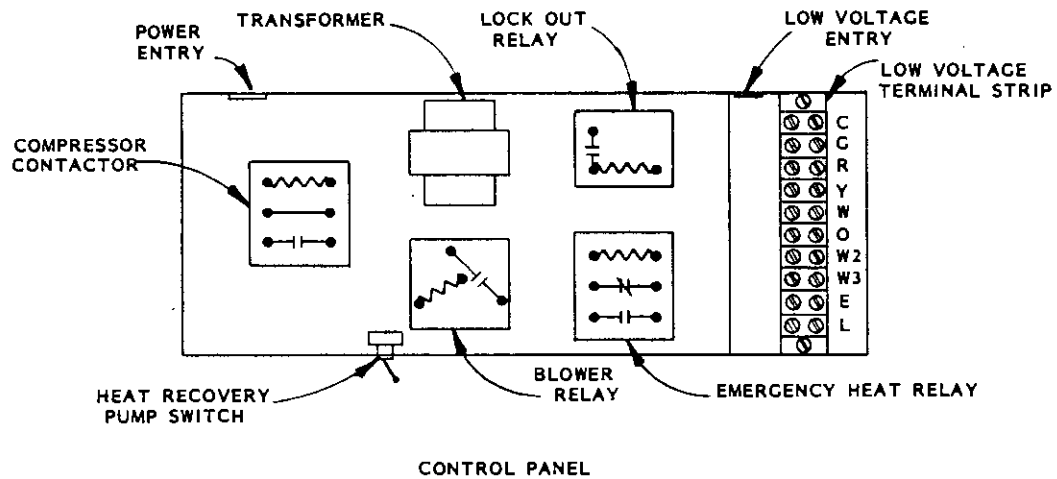 TRANSFORMER
LOCK OUT
RELAY
LOW VOLTAGE
ENTRY
POWER
ENTRY
LOW VOLTAGE
TERMINAL STRIP
COMPRESSOR
CONTACTOR
C
G
R
Y
W
O
W2
W3
E
L
HEAT RECOVERY
PUMP SWITCH
BLOWER
RELAY
EMERGENCY HEAT RELAY
CONTROL PANEL